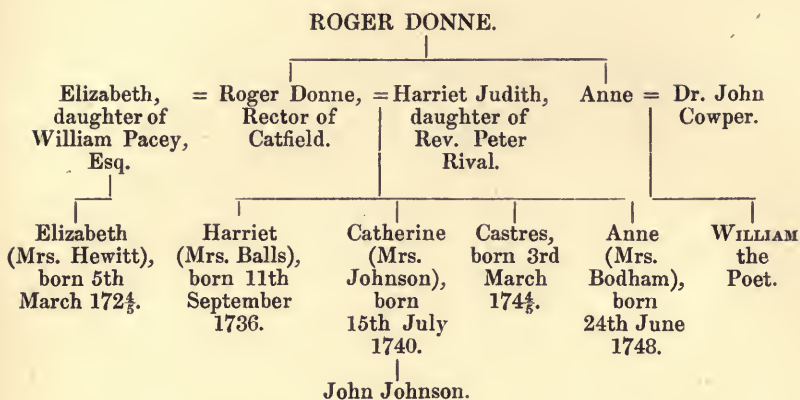 ROGER DONNE.
Elizabeth, = Roger Donne, = Harriet Judith, Anne = Dr. John
daughter of Rector of daughter of Cowper.
William Pacey, Catfield. Rev. Peter
Esq. Rival.
Elizabeth Harriet Catherine Castres, Anne WILLIAM
(Mrs. Hewitt), (Mrs. Balls), (Mrs. born 3rd (Mrs. the
born 5th born 11th Johnson), March Bodham), Poet.
March 172⅘. September born 174⅘. born
1736. 15th July 24th June
1740. 1748.
John Johnson.